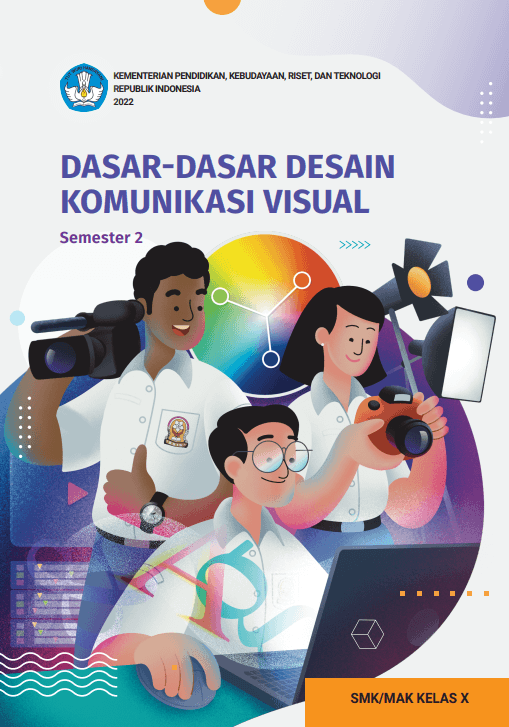 KEMENTERIAN PENDIDIKAN, KEBUDAYAAN, RISET, DAN TEKNOLOGI
REPUBLIK INDONESIA
2022
DASAR-DASAR DESAIN
KOMUNIKASI VISUAL
Semester 2
SMK/MAK KELAS X